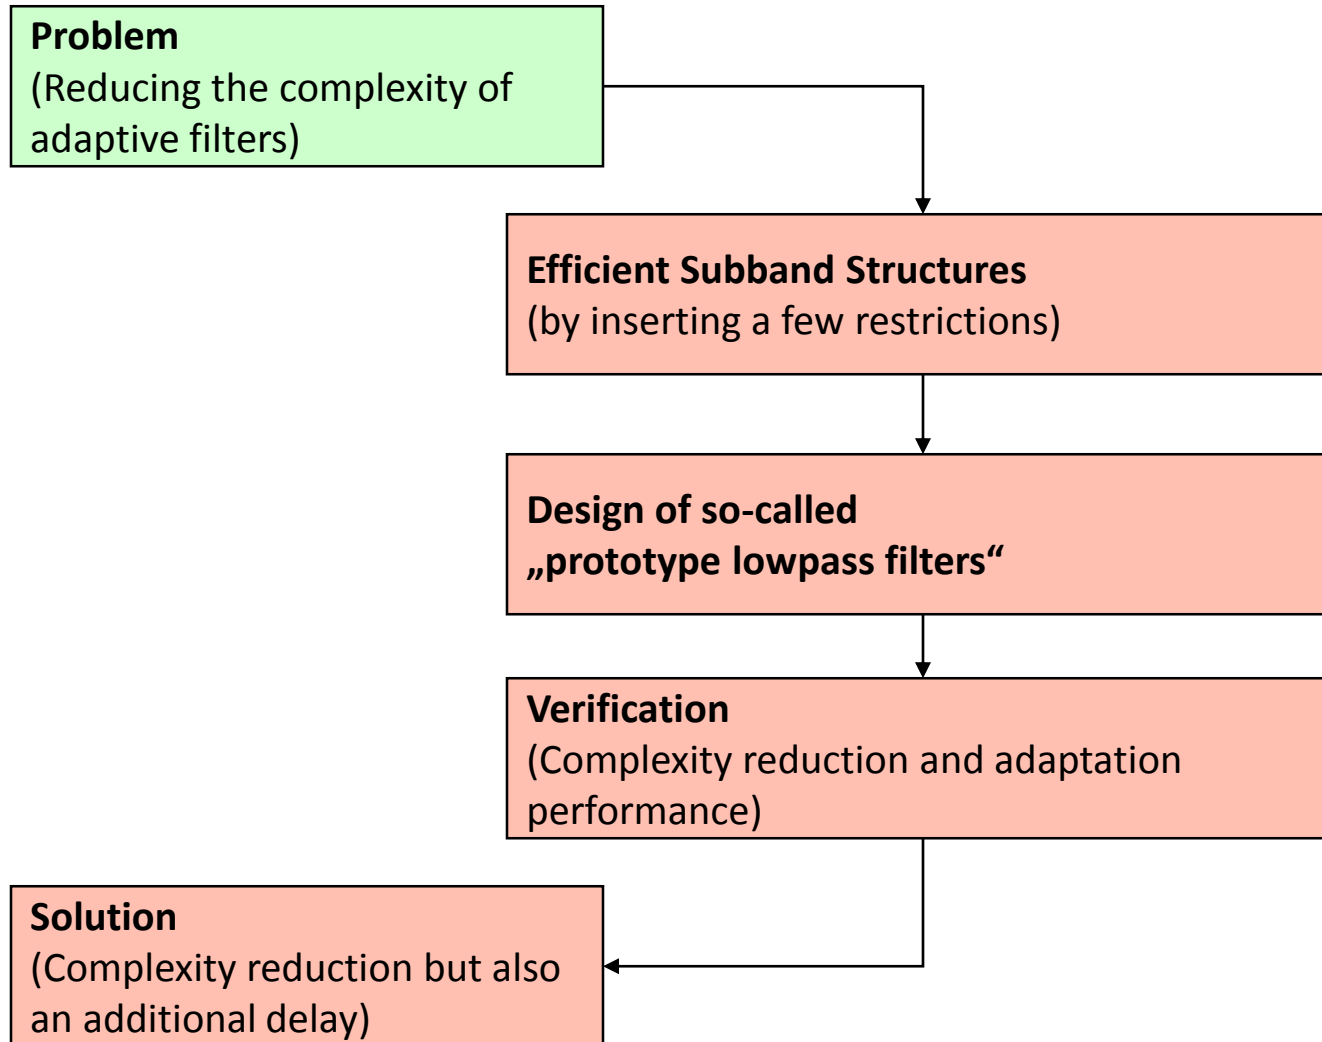 Problem
(Reducing the complexity of
adaptive filters)
Efficient Subband Structures
(by inserting a few restrictions)
Design of so-called
„prototype lowpass filters“
Verification
(Complexity reduction and adaptation
performance)
Solution
(Complexity reduction but also
an additional delay)